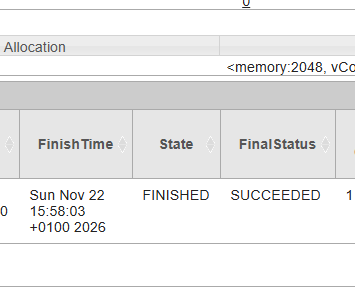 0
Allocation
<memory:2048, vCo
FinishTime State FinalStatus
Sun Nov 22 FINISHED SUCCEEDED 1
0 15:58:03
+0100 2026